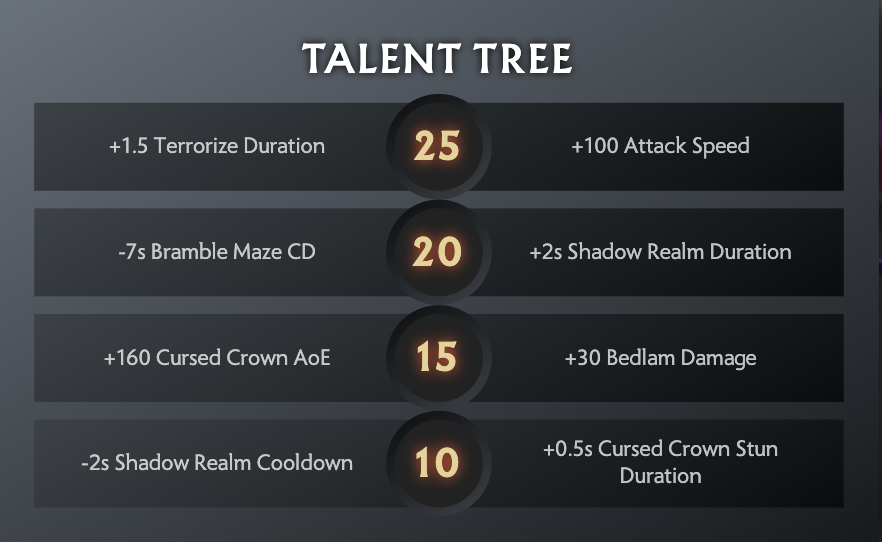 TALENT TREE
+1.5 Terrorize Duration
25
+100 Attack Speed
-7s Bramble Maze CD
20
+2s Shadow Realm Duration
+160 Cursed Crown AoE
15
+30 Bedlam Damage
-2s Shadow Realm Cooldown
10
+0.5s Cursed Crown Stun
Duration